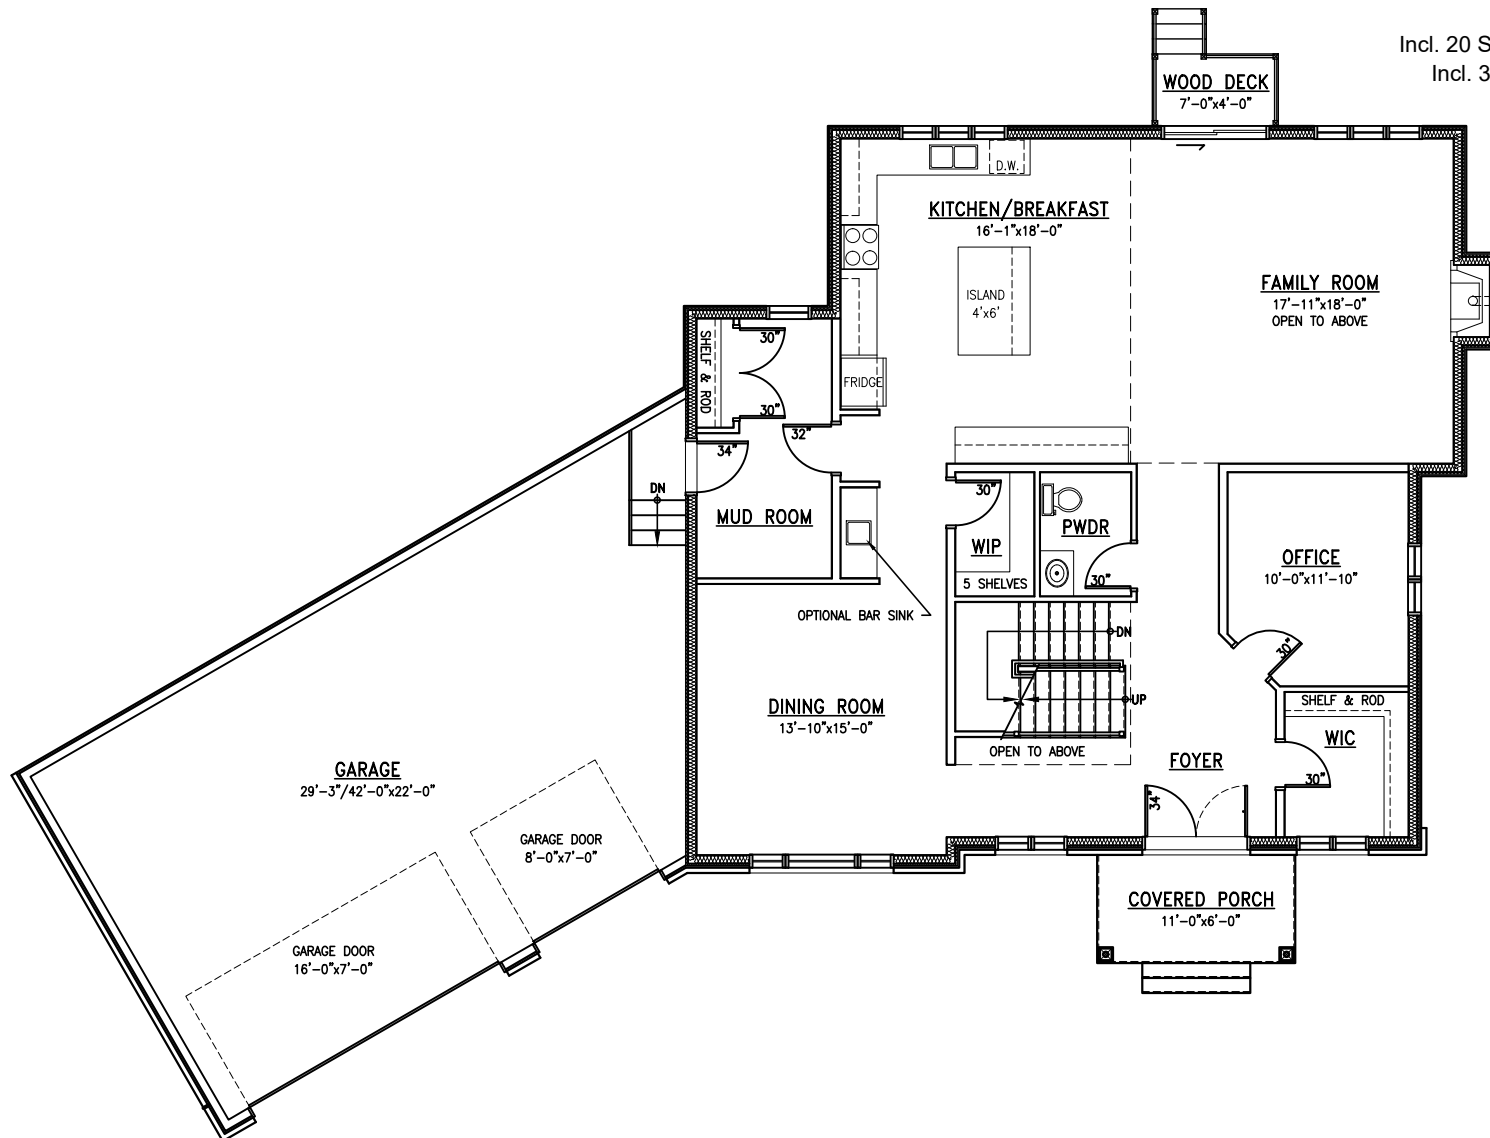 Incl. 20 S
Incl. 3
WOOD DECK
7'-0"x4'-0"
D.W.
KITCHEN/BREAKFAST
16'-1"x18'-0"
ISLAND
4'x6'
FAMILY ROOM
17'-11"x18'-0"
OPEN TO ABOVE
SHELF & ROD
30"
30"
FRIDGE
32"
34"
DN
MUD ROOM
30"
WIP
5 SHELVES
PWDR
30"
OFFICE
10'-0"x11'-10"
30"
OPTIONAL BAR SINK
DN
UP
OPEN TO ABOVE
DINING ROOM
13'-10"x15'-0"
SHELF & ROD
WIC
30"
FOYER
34"
GARAGE
29'-3"/42'-0"x22'-0"
GARAGE DOOR
8'-0"x7'-0"
GARAGE DOOR
16'-0"x7'-0"
COVERED PORCH
11'-0"x6'-0"